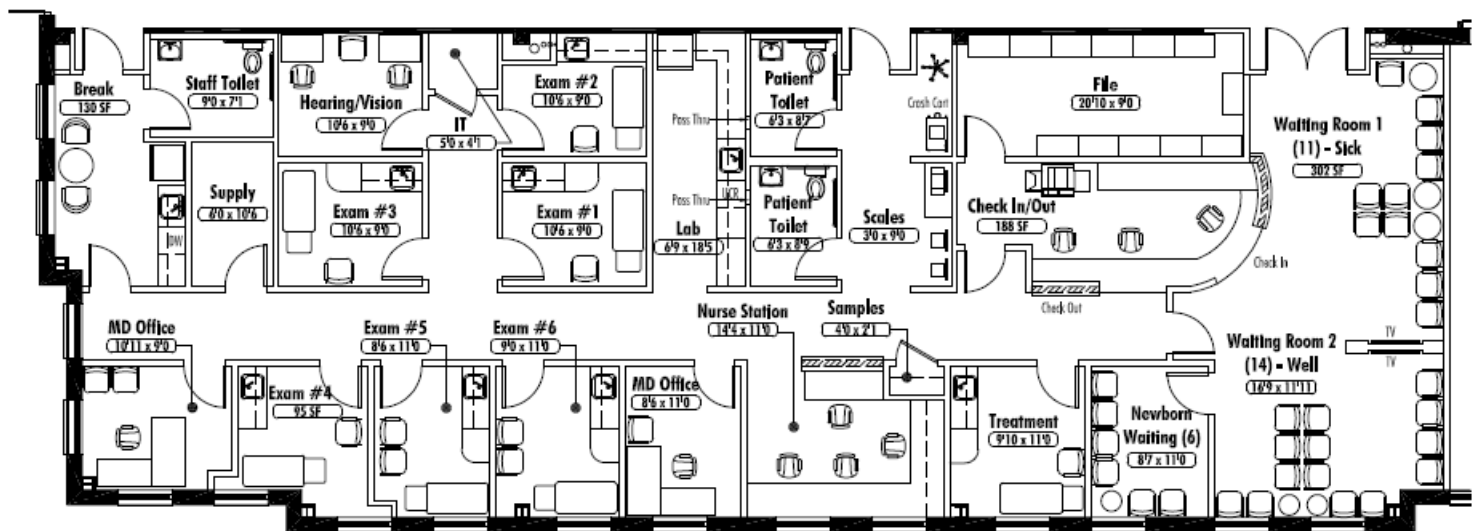 Break
130 SF
Staff Toilet
9'0 x 7'1
Hearing/Vision
10'6 x 9'0
IT
5'0 x 4'1
Exam #2
10'6 x 9'0
Pass Thru
Patient
Toilet
6'3 x 8'7
Crash Cart
File
20'10 x 9'0
Waiting Room 1
(11) - Sick
302 SF
Supply
6'0 x 10'6
DW
Exam #3
10'6 x 9'0
Exam #1
10'6 x 9'0
Pass Thru
UCR
Lab
6'9 x 18'5
Patient
Toilet
6'3 x 8'9
Scales
3'0 x 9'0
Check In/Out
188 SF
Check In
Check Out
MD Office
10'11 x 9'0
Exam #5
8'6 x 11'0
Exam #6
9'0 x 11'0
Nurse Station
14'4 x 11'0
Samples
4'0 x 2'1
Waiting Room 2
(14) - Well
16'9 x 11'11
TV
TV
Exam #4
95 SF
MD Office
8'6 x 11'0
Treatment
9'10 x 11'0
Newborn
Waiting (6)
8'7 x 11'0